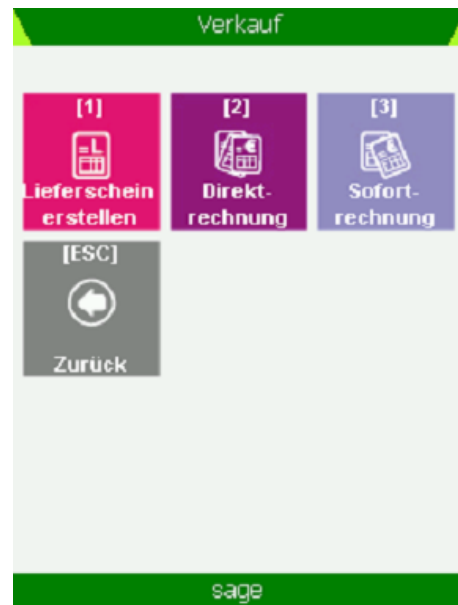 Verkauf
[1]
Lieferschein
erstellen
[2]
Direkt-
rechnung
[3]
Sofort-
rechnung
[ESC]
Zurück
sage